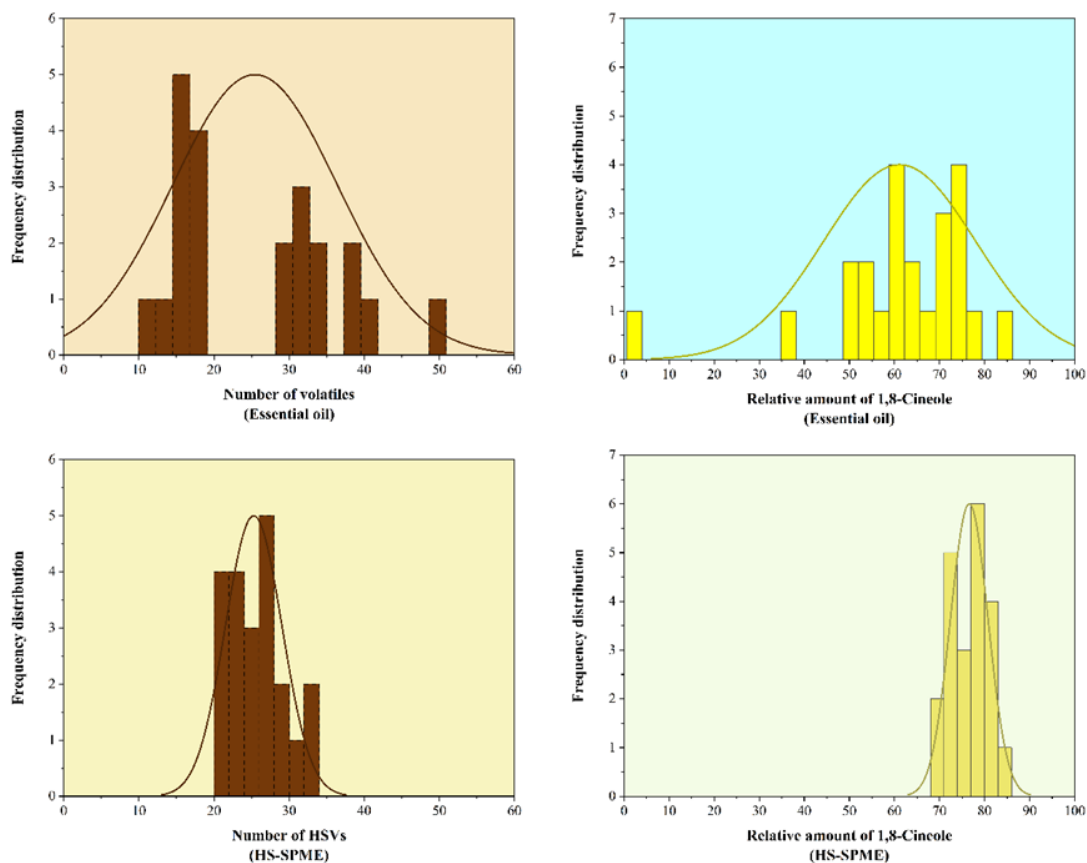 6
5
4
3
2
1
0
Frequency distribution
0 10 20 30 40 50 60
Number of volatiles
(Essential oil)
7
6
5
4
3
2
1
0
Frequency distribution
0 10 20 30 40 50 60 70 80 90 100
Relative amount of 1,8-Cineole
(Essential oil)
6
5
4
3
2
1
0
Frequency distribution
0 10 20 30 40 50 60
Number of HSVs
(HS-SPME)
7
6
5
4
3
2
1
0
Frequency distribution
0 10 20 30 40 50 60 70 80 90 100
Relative amount of 1,8-Cineole
(HS-SPME)